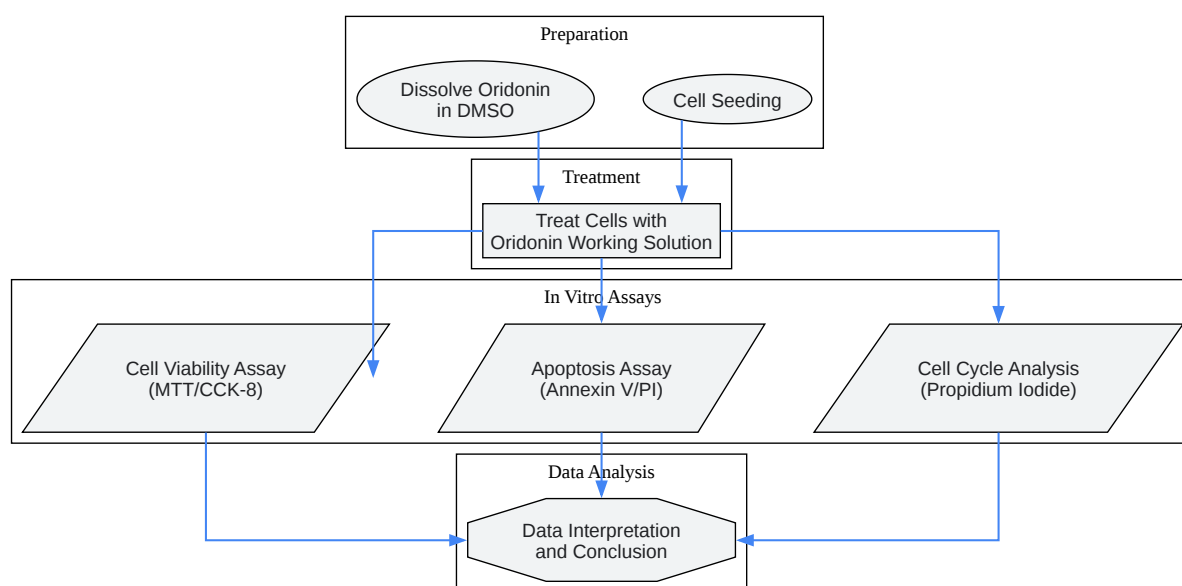 Preparation
Dissolve Oridonin
in DMSO
Cell Seeding
Treatment
Treat Cells with
Oridonin Working Solution
In Vitro Assays
Cell Viability Assay
(MTT/CCK-8)
Apoptosis Assay
(Annexin V/PI)
Cell Cycle Analysis
(Propidium Iodide)
Data Analysis
Data Interpretation
and Conclusion